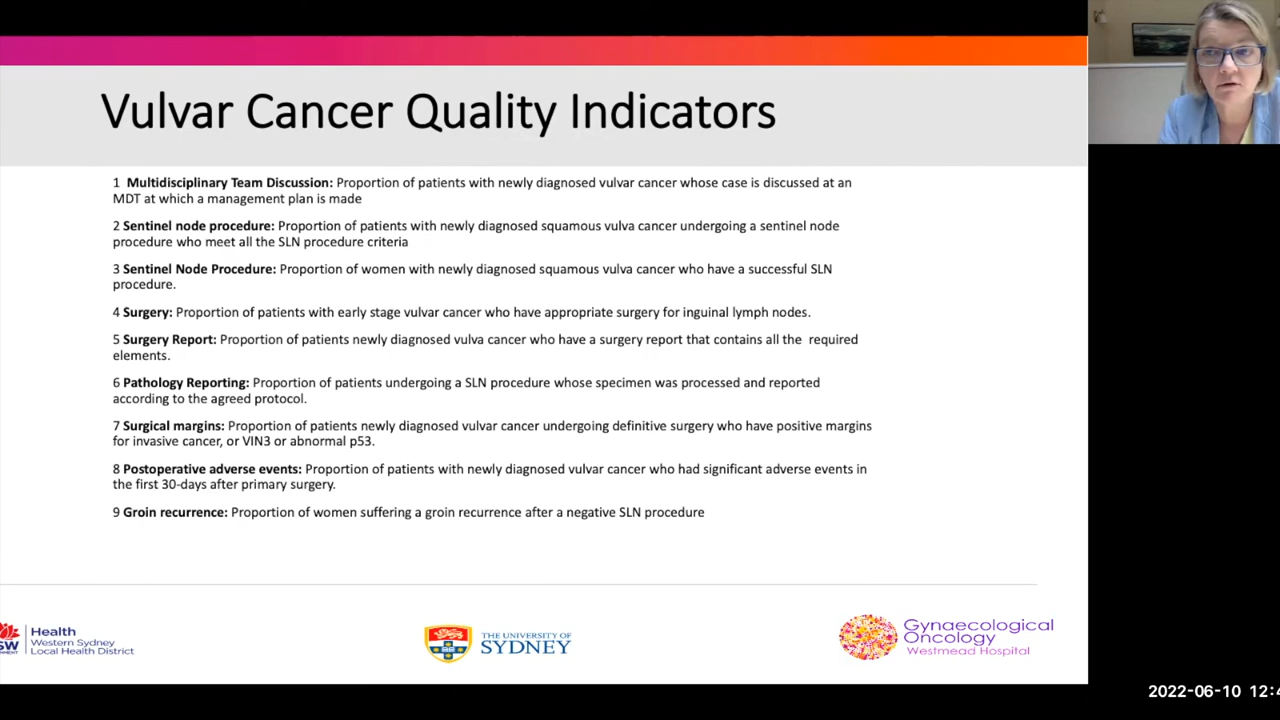 Vulvar Cancer Quality Indicators
1 Multidisciplinary Team Discussion: Proportion of patients with newly diagnosed vulvar cancer whose case is discussed at an
MDT at which a management plan is made
2 Sentinel node procedure: Proportion of patients with newly diagnosed squamous vulva cancer undergoing a sentinel node
procedure who meet all the SLN procedure criteria
3 Sentinel Node Procedure: Proportion of women with newly diagnosed squamous vulva cancer who have a successful SLN
procedure.
4 Surgery: Proportion of patients with early stage vulvar cancer who have appropriate surgery for inguinal lymph nodes.
5 Surgery Report: Proportion of patients newly diagnosed vulva cancer who have a surgery report that contains all the required
elements.
6 Pathology Reporting: Proportion of patients undergoing a SLN procedure whose specimen was processed and reported
according to the agreed protocol.
7 Surgical margins: Proportion of patients newly diagnosed vulvar cancer undergoing definitive surgery who have positive margins
for invasive cancer, or VIN3 or abnormal p53.
8 Postoperative adverse events: Proportion of patients with newly diagnosed vulvar cancer who had significant adverse events in
the first 30-days after primary surgery.
9 Groin recurrence: Proportion of women suffering a groin recurrence after a negative SLN procedure
Health
Western Sydney
Local Health District
THE UNIVERSITY OF
SYDNEY
Gynaecological
Oncology
Westmead Hospital
2022-06-10 12:4